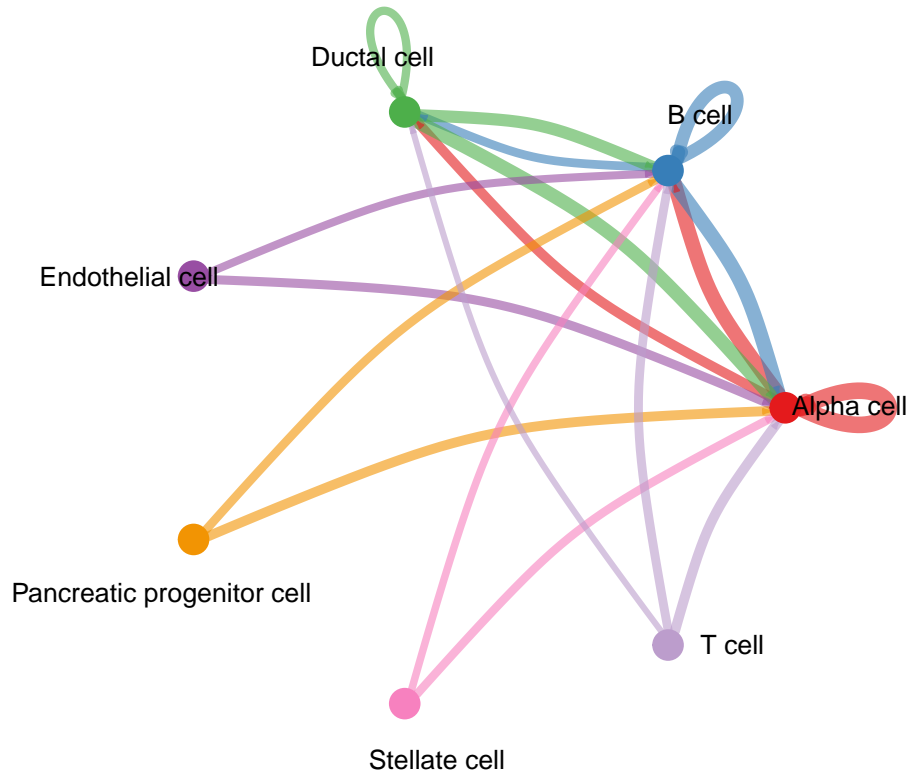 Ductal cell
B cell
Endothelial cell
Alpha cell
Pancreatic progenitor cell
T cell
Stellate cell